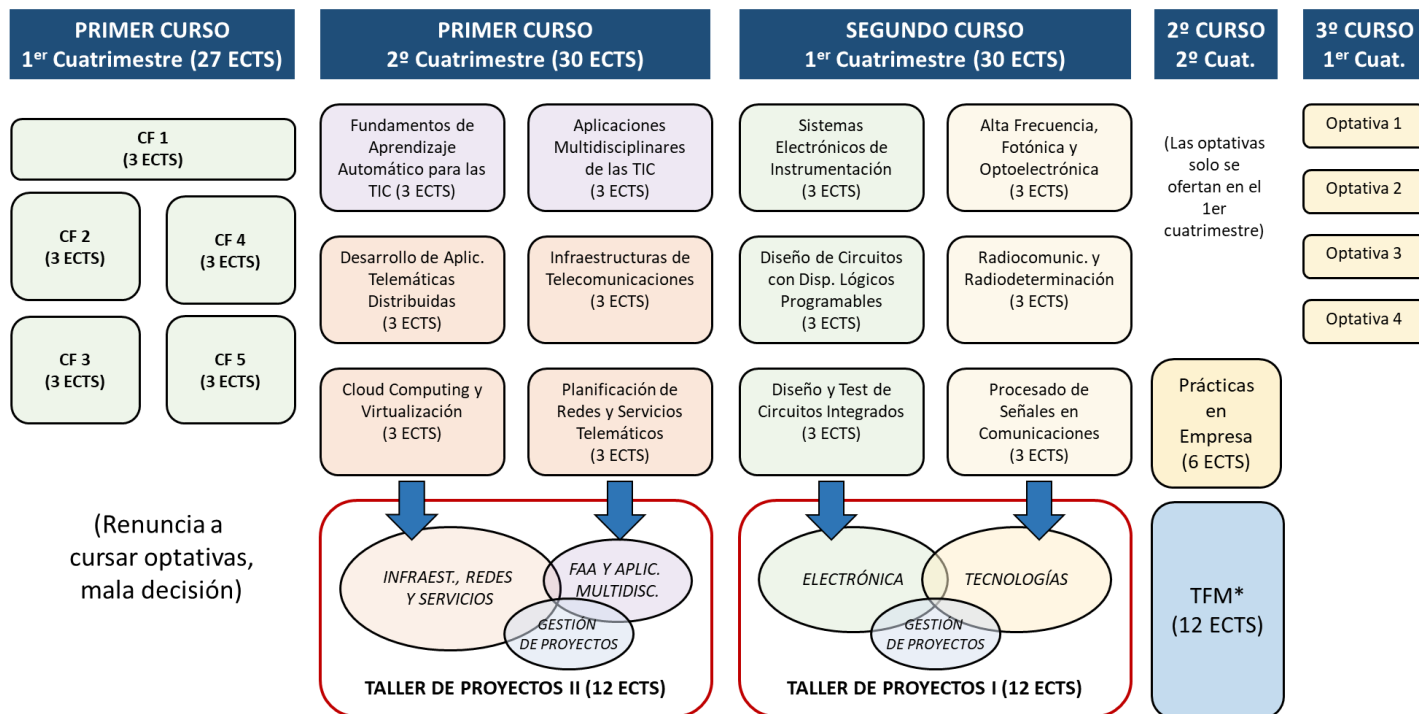 PRIMER CURSO
1er Cuatrimestre (27 ECTS)
CF 1
(3 ECTS)
CF 2
(3 ECTS)
CF 4
(3 ECTS)
CF 3
(3 ECTS)
CF 5
(3 ECTS)
(Renuncia a
cursar optativas,
mala decisión)
PRIMER CURSO
2º Cuatrimestre (30 ECTS)
Fundamentos de
Aprendizaje
Automático para las
TIC (3 ECTS)
Aplicaciones
Multidisciplinares
de las TIC
(3 ECTS)
Desarrollo de Aplic.
Telemáticas
Distribuidas
(3 ECTS)
Infraestructuras de
Telecomunicaciones
(3 ECTS)
Cloud Computing y
Virtualización
(3 ECTS)
Planificación de
Redes y Servicios
Telemáticos
(3 ECTS)
INFRAEST., REDES
Y SERVICIOS
FAA Y APLIC.
MULTIDISC.
GESTIÓN
DE PROYECTOS
TALLER DE PROYECTOS II (12 ECTS)
SEGUNDO CURSO
1er Cuatrimestre (30 ECTS)
Sistemas
Electrónicos de
Instrumentación
(3 ECTS)
Alta Frecuencia,
Fotónica y
Optoelectrónica
(3 ECTS)
Diseño de Circuitos
con Disp. Lógicos
Programables
(3 ECTS)
Radiocomunic. y
Radiodeterminación
(3 ECTS)
Diseño y Test de
Circuitos Integrados
(3 ECTS)
Procesado de
Señales en
Comunicaciones
(3 ECTS)
ELECTRÓNICA
TECNOLOGÍAS
GESTIÓN
DE PROYECTOS
TALLER DE PROYECTOS I (12 ECTS)
2º CURSO
2º Cuat.
(Las optativas
solo se
ofertan en el
1er
cuatrimestre)
Prácticas
en
Empresa
(6 ECTS)
TFM*
(12 ECTS)
3º CURSO
1er Cuat.
Optativa 1
Optativa 2
Optativa 3
Optativa 4